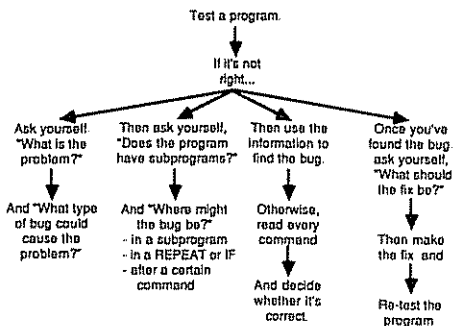 Test a program.
If it's not
right...
Ask yourself.
"What is the
problem?"
And "What type
of bug could
cause the
problem?"
Then ask yourself,
"Does the program
have subprograms?"
And "Where might
the bug be?"
- in a subprogram
- in a REPEAT or IF
- after a certain
command
Then use the
information to
find the bug.
Otherwise,
read every
command
And decide
whether it's
correct.
Once you've
found the bug
ask yourself,
"What should
the fix be?"
Then make
the fix and
Re-test the
program